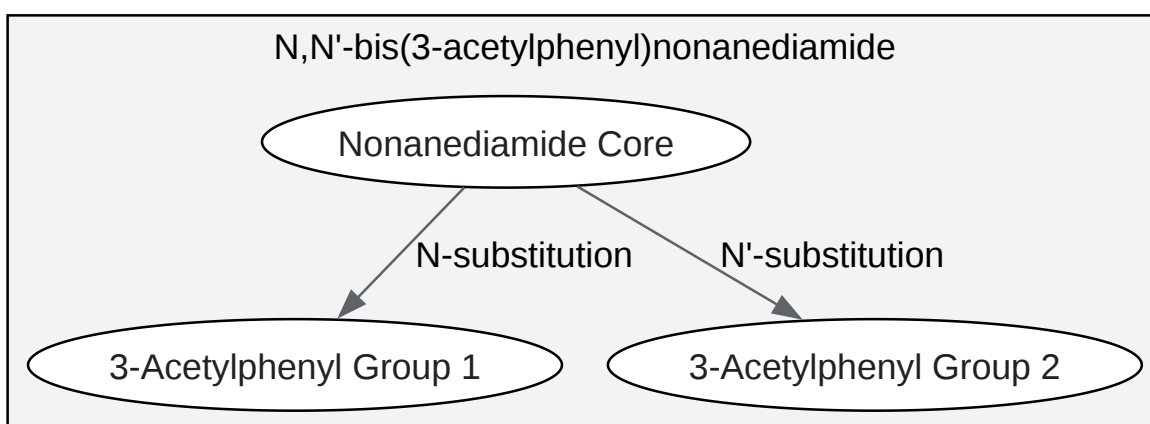 N,N'-bis(3-acetylphenyl)nonanediamide
Nonanediamide Core
N-substitution
N'-substitution
3-Acetylphenyl Group 1
3-Acetylphenyl Group 2